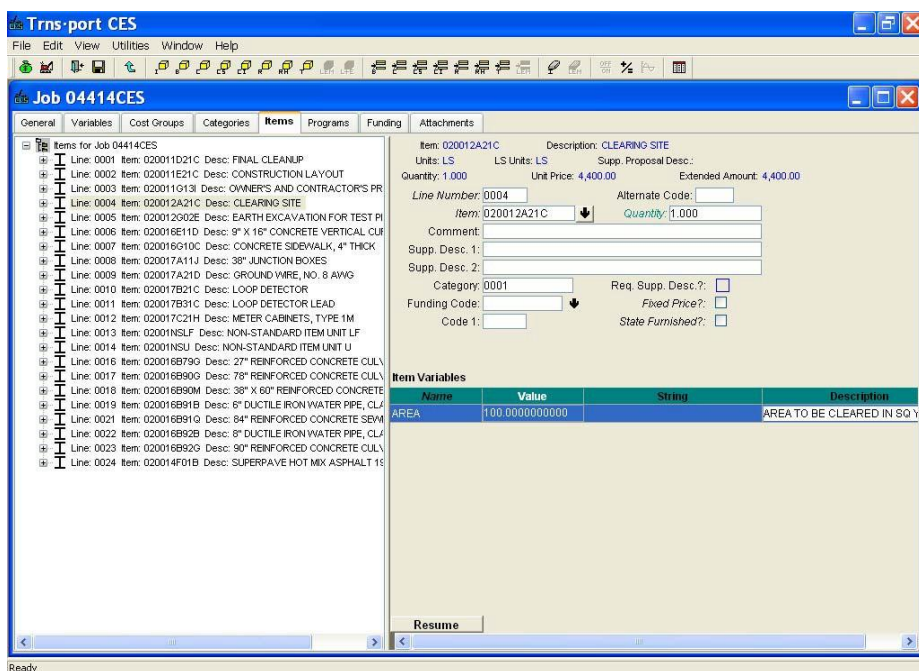 Trns·port CES
File Edit View Utilities Window Help
Job 04414CES
General Variables Cost Groups Categories Items Programs Funding Attachments
Items for Job 04414CES
Line: 0001 Item: 020011D21C Desc: FINAL CLEANUP
Line: 0002 Item: 020011E21C Desc: CONSTRUCTION LAYOUT
Line: 0003 Item: 020011G13I Desc: OWNER'S AND CONTRACTOR'S PR
Line: 0004 Item: 020012A21C Desc: CLEARING SITE
Line: 0005 Item: 020012G02E Desc: EARTH EXCAVATION FOR TEST PI
Line: 0006 Item: 020016E11D Desc: 9" X 16" CONCRETE VERTICAL CUR
Line: 0007 Item: 020016G10C Desc: CONCRETE SIDEWALK, 4" THICK
Line: 0008 Item: 020017A11J Desc: 38" JUNCTION BOXES
Line: 0009 Item: 020017A21D Desc: GROUND WIRE, NO. 8 AWG
Line: 0010 Item: 020017B21C Desc: LOOP DETECTOR
Line: 0011 Item: 020017B31C Desc: LOOP DETECTOR LEAD
Line: 0012 Item: 020017C21H Desc: METER CABINETS, TYPE 1M
Line: 0013 Item: 02001NSLF Desc: NON-STANDARD ITEM UNIT LF
Line: 0014 Item: 02001NSU Desc: NON-STANDARD ITEM UNIT U
Line: 0016 Item: 020016B79G Desc: 27" REINFORCED CONCRETE CUL
Line: 0017 Item: 020016B90G Desc: 78" REINFORCED CONCRETE CUL
Line: 0018 Item: 020016B90M Desc: 38" X 60" REINFORCED CONCRETE
Line: 0019 Item: 020016B91B Desc: 6" DUCTILE IRON WATER PIPE, CLA
Line: 0021 Item: 020016B91Q Desc: 84" REINFORCED CONCRETE SEW
Line: 0022 Item: 020016B92B Desc: 8" DUCTILE IRON WATER PIPE, CLA
Line: 0023 Item: 020016B92G Desc: 90" REINFORCED CONCRETE CUL
Line: 0024 Item: 020014F01B Desc: SUPERPAVE HOT MIX ASPHALT 19
Item: 020012A21C Description: CLEARING SITE
Units: LS LS Units: LS Supp. Proposal Desc.:
Quantity: 1.000 Unit Price: 4,400.00 Extended Amount: 4,400.00
Line Number: 0004 Alternate Code:
Item: 020012A21C Quantity: 1.000
Comment:
Supp. Desc. 1:
Supp. Desc. 2:
Category: 0001 Req. Supp. Desc.?:
Funding Code: Fixed Price?:
Code 1: State Furnished?:
Item Variables
Name Value String Description
AREA 100.0000000000 AREA TO BE CLEARED IN SQ Y
Resume
Ready